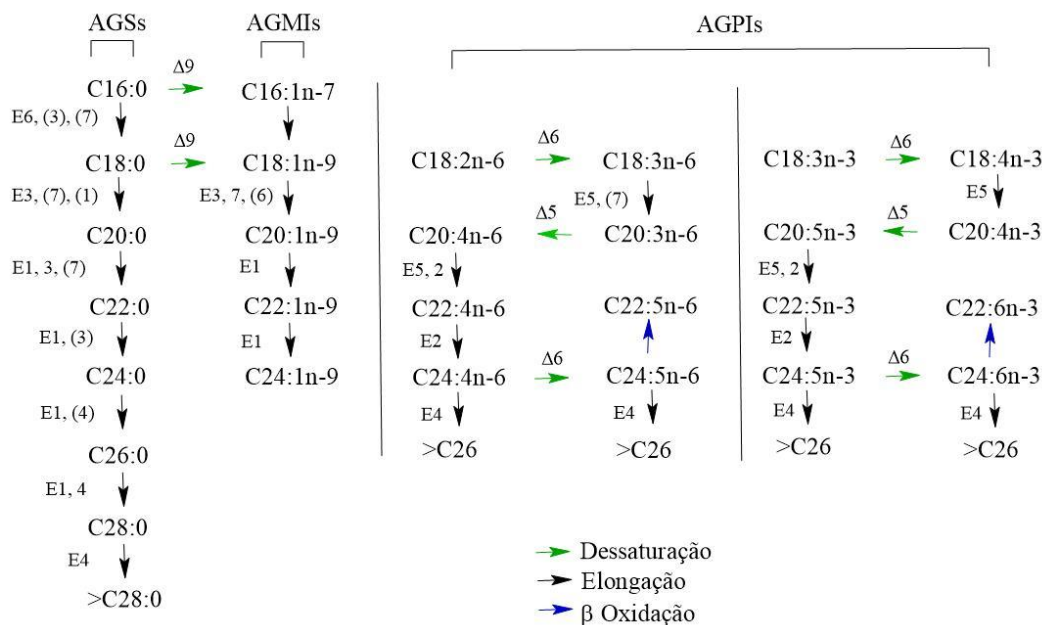 AGSs AGMIs AGPIs
Δ9
C16:0 C16:1n-7
E6, (3), (7)
Δ9 Δ6 Δ6
C18:0 C18:1n-9 C18:2n-6 C18:3n-6 C18:3n-3 C18:4n-3
E3, (7), (1) E3, 7, (6) E5, (7) E5
Δ5 Δ5
C20:0 C20:1n-9 C20:4n-6 C20:3n-6 C20:5n-3 C20:4n-3
E1, 3, (7) E1 E5, 2 E5, 2
C22:0 C22:1n-9 C22:4n-6 C22:5n-6 C22:5n-3 C22:6n-3
E1, (3) E1 E2 E2
Δ6 Δ6
C24:0 C24:1n-9 C24:4n-6 C24:5n-6 C24:5n-3 C24:6n-3
E1, (4) E4 E4 E4 E4
C26:0 >C26 >C26 >C26 >C26
E1, 4
C28:0
Dessaturação
E4
Elongação
>C28:0
β Oxidação